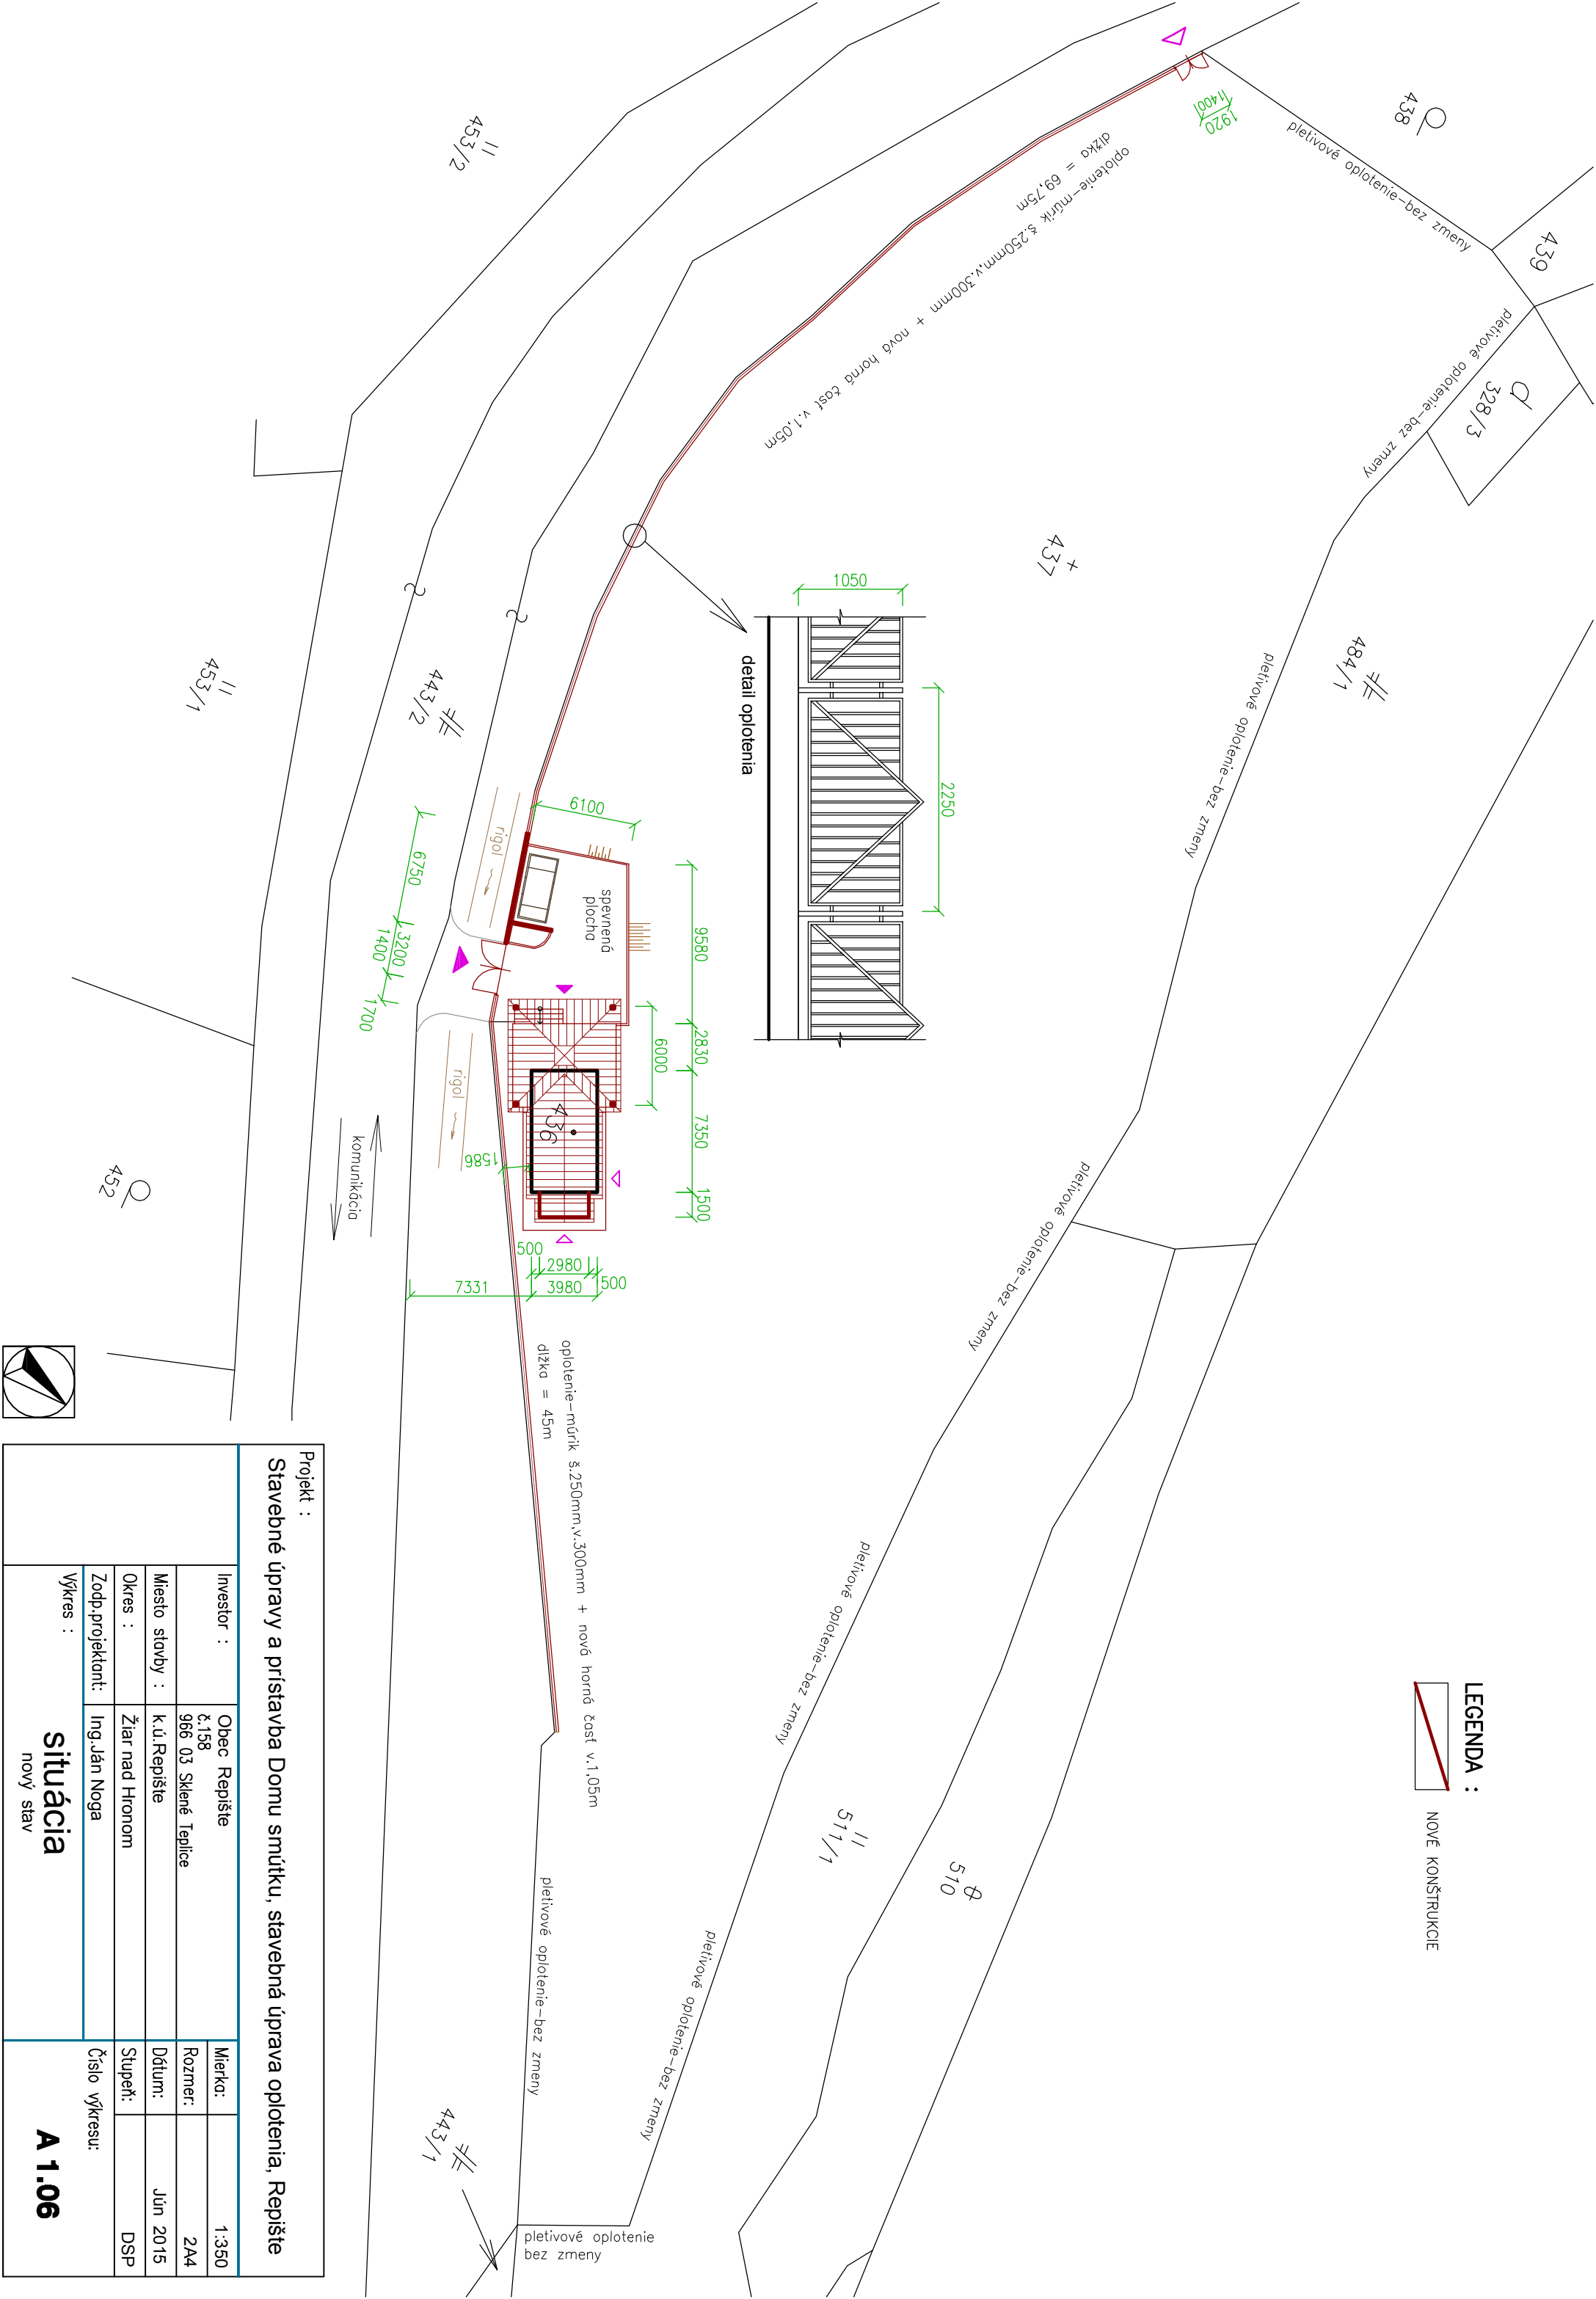 438
pletivové oplotenie-bez zmeny
439
pletivové oplotenie-bez zmeny
328/3
1920
1400
oplotenie-múrik š.250mm,v.300mm + nová horná časť v.1,05m
dĺžka = 69,75m
453/2
437
484/1
pletivové oplotenie-bez zmeny
1050
2250
detail oplotenia
453/1
443/2
rigol
6100
spevnená
plocha
6750
3200
1400
1700
9580
2830
6000
7350
1500
436
1586
rigol
komunikácia
452
500
2980
500
3980
7331
pletivové oplotenie-bez zmeny
oplotenie-múrik š.250mm,v.300mm + nová horná časť v.1,05m
dĺžka = 45m
pletivové oplotenie-bez zmeny
511/1
510
pletivové oplotenie-bez zmeny
pletivové oplotenie-bez zmeny
443/1
pletivové oplotenie
bez zmeny
LEGENDA :
NOVÉ KONŠTRUKCIE
Projekt :
Stavebné úpravy a prístavba Domu smútku, stavebná úprava oplotenia, Repište
Investor :
Obec Repište
č.158
966 03 Sklené Teplice
Miesto stavby :
k.ú.Repište
Okres :
Žiar nad Hronom
Zodp.projektant:
Ing.Ján Noga
Mierka:
1:350
Rozmer:
2A4
Dátum:
Jún 2015
Stupeň:
DSP
Výkres :
situácia
nový stav
Číslo výkresu:
A 1.06